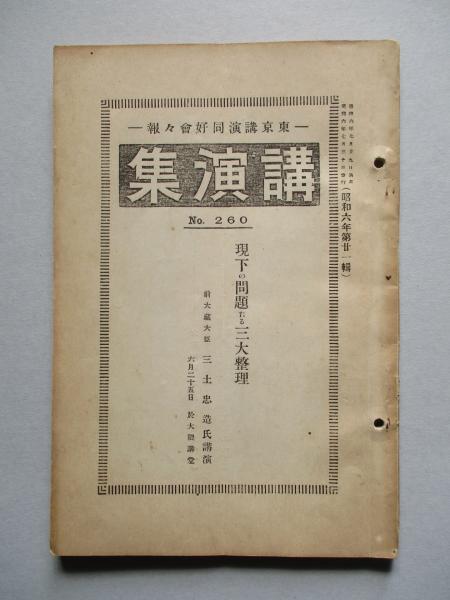 報々會好同演講京東
集演講
No. 260
現下の問題たる三大整理
前大蔵大臣 三土忠造氏講演
六月二十五日 於大阪講堂
(昭和六年第廿一輯)